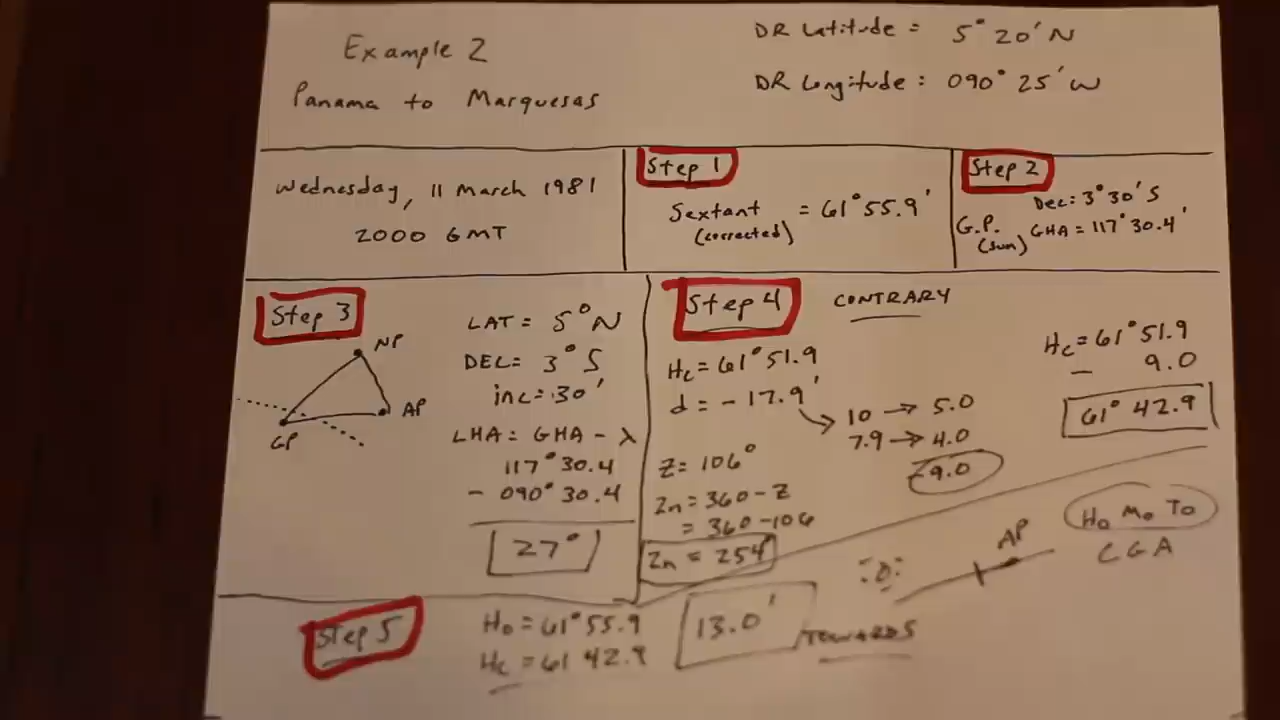 Example 2
Panama to Marquesas
DR Latitude = 5° 20' N
DR Longitude: 090° 25' W
Wednesday, 11 March 1981
2000 GMT
Step 1
Sextant = 61° 55.9'
(corrected)
Step 2
Dec: 3° 30' S
G.P. GHA = 117° 30.4'
(sun)
Step 3
NP
AP
GP
LAT = 5° N
DEC = 3° S
inc = 30'
LHA = GHA - λ
117° 30.4
- 090° 30.4
27°
Step 4
CONTRARY
Hc = 61° 51.9
d = - 17.9'
10 → 5.0
7.9 → 4.0
-9.0
Z = 106°
Zn = 360 - Z
= 360 - 106
Zn = 254°
Hc = 61° 51.9
- 9.0
61° 42.9
AP
Ho Mo To
C G A
Step 5
Ho = 61° 55.9
Hc = 61 42.9
13.0'
TOWARDS